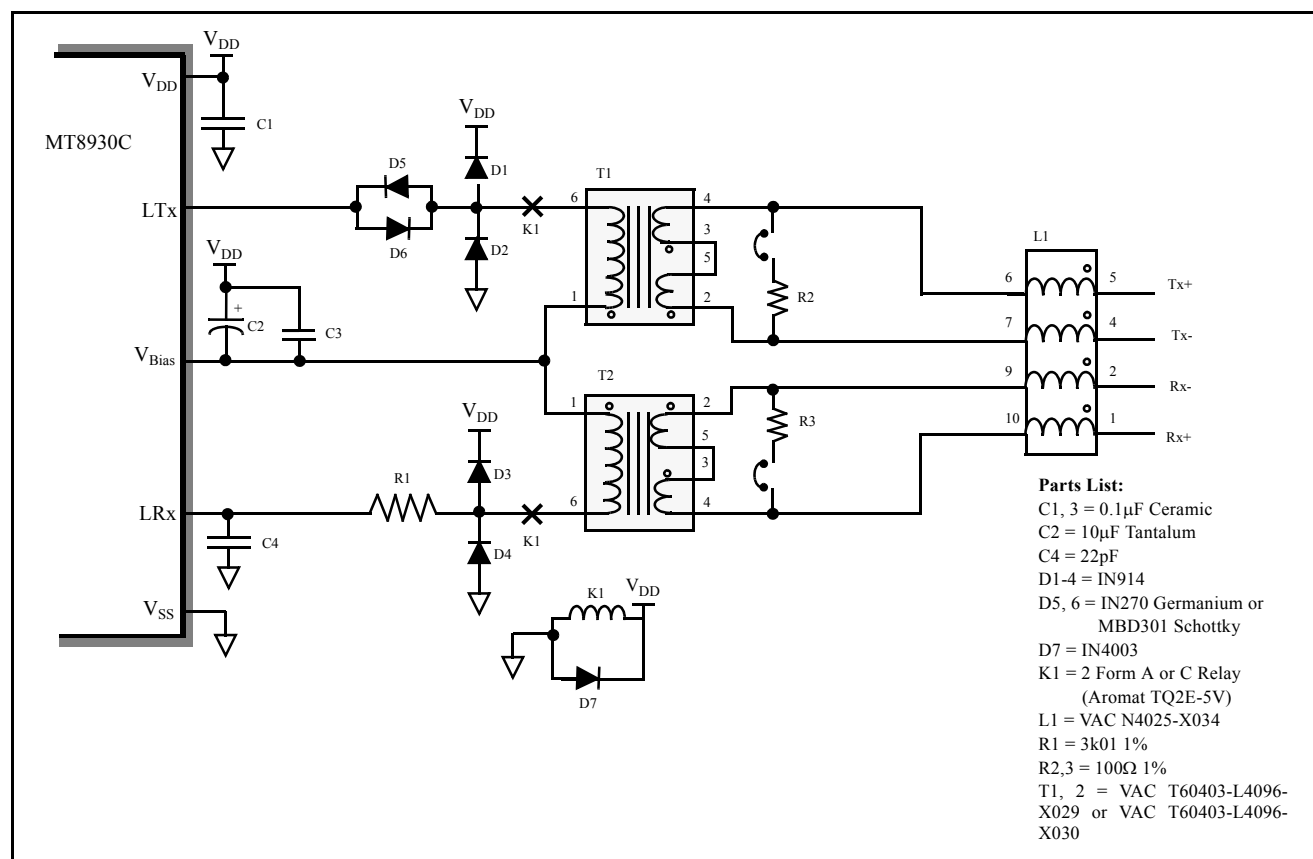 VDD
VDD
MT8930C
C1
VDD
D1
D5
T1
LTx
6
4
K1
D6
D2
3
5
L1
VDD
6
5
Tx+
R2
+
C2
C3
1
2
7
4
Tx-
VBias
T2
9
2
Rx-
1
2
R3
VDD
5
10
1
Rx+
R1
D3
3
LRx
6
4
C4
D4
K1
VSS
K1
VDD
D7
Parts List:
C1, 3 = 0.1µF Ceramic
C2 = 10µF Tantalum
C4 = 22pF
D1-4 = IN914
D5, 6 = IN270 Germanium or
MBD301 Schottky
D7 = IN4003
K1 = 2 Form A or C Relay
(Aromat TQ2E-5V)
L1 = VAC N4025-X034
R1 = 3k01 1%
R2,3 = 100Ω 1%
T1, 2 = VAC T60403-L4096-
X029 or VAC T60403-L4096-
X030